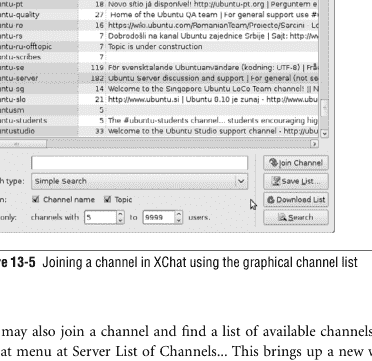 ntu-pt 18 Novo sítio já disponível! http://ubuntu-pt.org | Perguntem e
ntu-quality 27 Home of the Ubuntu QA team | For general support use #
ntu-ro 16 https://wiki.ubuntu.com/RomanianTeam/Proiecte/Sarcini Lo
ntu-rs 7 Dobrodošli na kanal Ubuntu zajednice Srbije | Sajt: http://w
ntu-ru-offtopic 7 Topic is under construction
ntu-scribes 7
ntu-se 119 För svensktalande Ubuntuanvändare (kodning: UTF-8) | Frå
ntu-server 182 Ubuntu Server discussion and support | For general (not se
ntu-sg 14 Welcome to the Singapore Ubuntu LoCo Team channel! || N
ntu-slo 21 http://www.ubuntu.si | Ubuntu 8.10 je zunaj - http://www.ubu
ntusm 5
ntu-students 5 The #ubuntu-students channel... students encouraging hig
ntustudio 33 Welcome to the Ubuntu Studio support channel - http://ubu
Join Channel
h type: Simple Search Save List...
n: Channel name Topic Download List
only: channels with 5 to 9999 users. Search
e 13-5 Joining a channel in XChat using the graphical channel list
may also join a channel and find a list of available channels
at menu at Server List of Channels... This brings up a new w